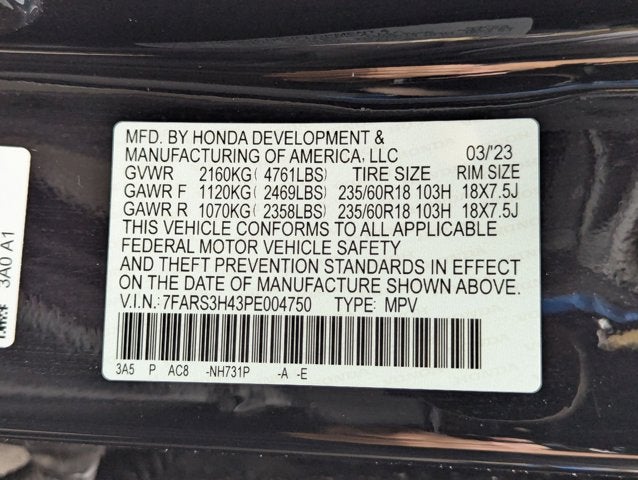 MFD. BY HONDA DEVELOPMENT &
MANUFACTURING OF AMERICA, LLC 03/'23
GVWR 2160KG(4761LBS) TIRE SIZE RIM SIZE
GAWR F 1120KG(2469LBS) 235/60R18 103H 18X7.5J
GAWR R 1070KG(2358LBS) 235/60R18 103H 18X7.5J
THIS VEHICLE CONFORMS TO ALL APPLICABLE
FEDERAL MOTOR VEHICLE SAFETY
AND THEFT PREVENTION STANDARDS IN EFFECT
ON THE DATE OF MANUFACTURE SHOWN ABOVE.
V.I.N.:7FARS3H43PE004750 TYPE: MPV
3A5 P AC8 -NH731P -A -E
3A0 A1